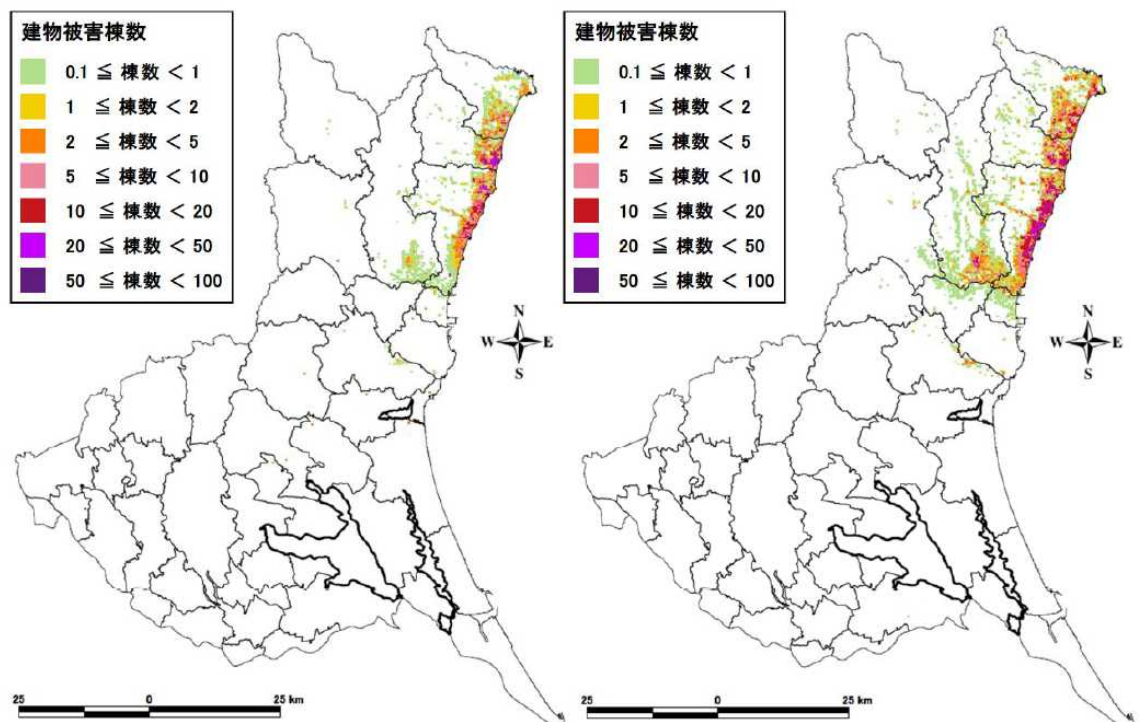 建物被害棟数
0.1 ≦ 棟数 < 1
1 ≦ 棟数 < 2
2 ≦ 棟数 < 5
5 ≦ 棟数 < 10
10 ≦ 棟数 < 20
20 ≦ 棟数 < 50
50 ≦ 棟数 < 100
N
W E
S
25 0 25 km
建物被害棟数
0.1 ≦ 棟数 < 1
1 ≦ 棟数 < 2
2 ≦ 棟数 < 5
5 ≦ 棟数 < 10
10 ≦ 棟数 < 20
20 ≦ 棟数 < 50
50 ≦ 棟数 < 100
N
W E
S
25 0 25 km